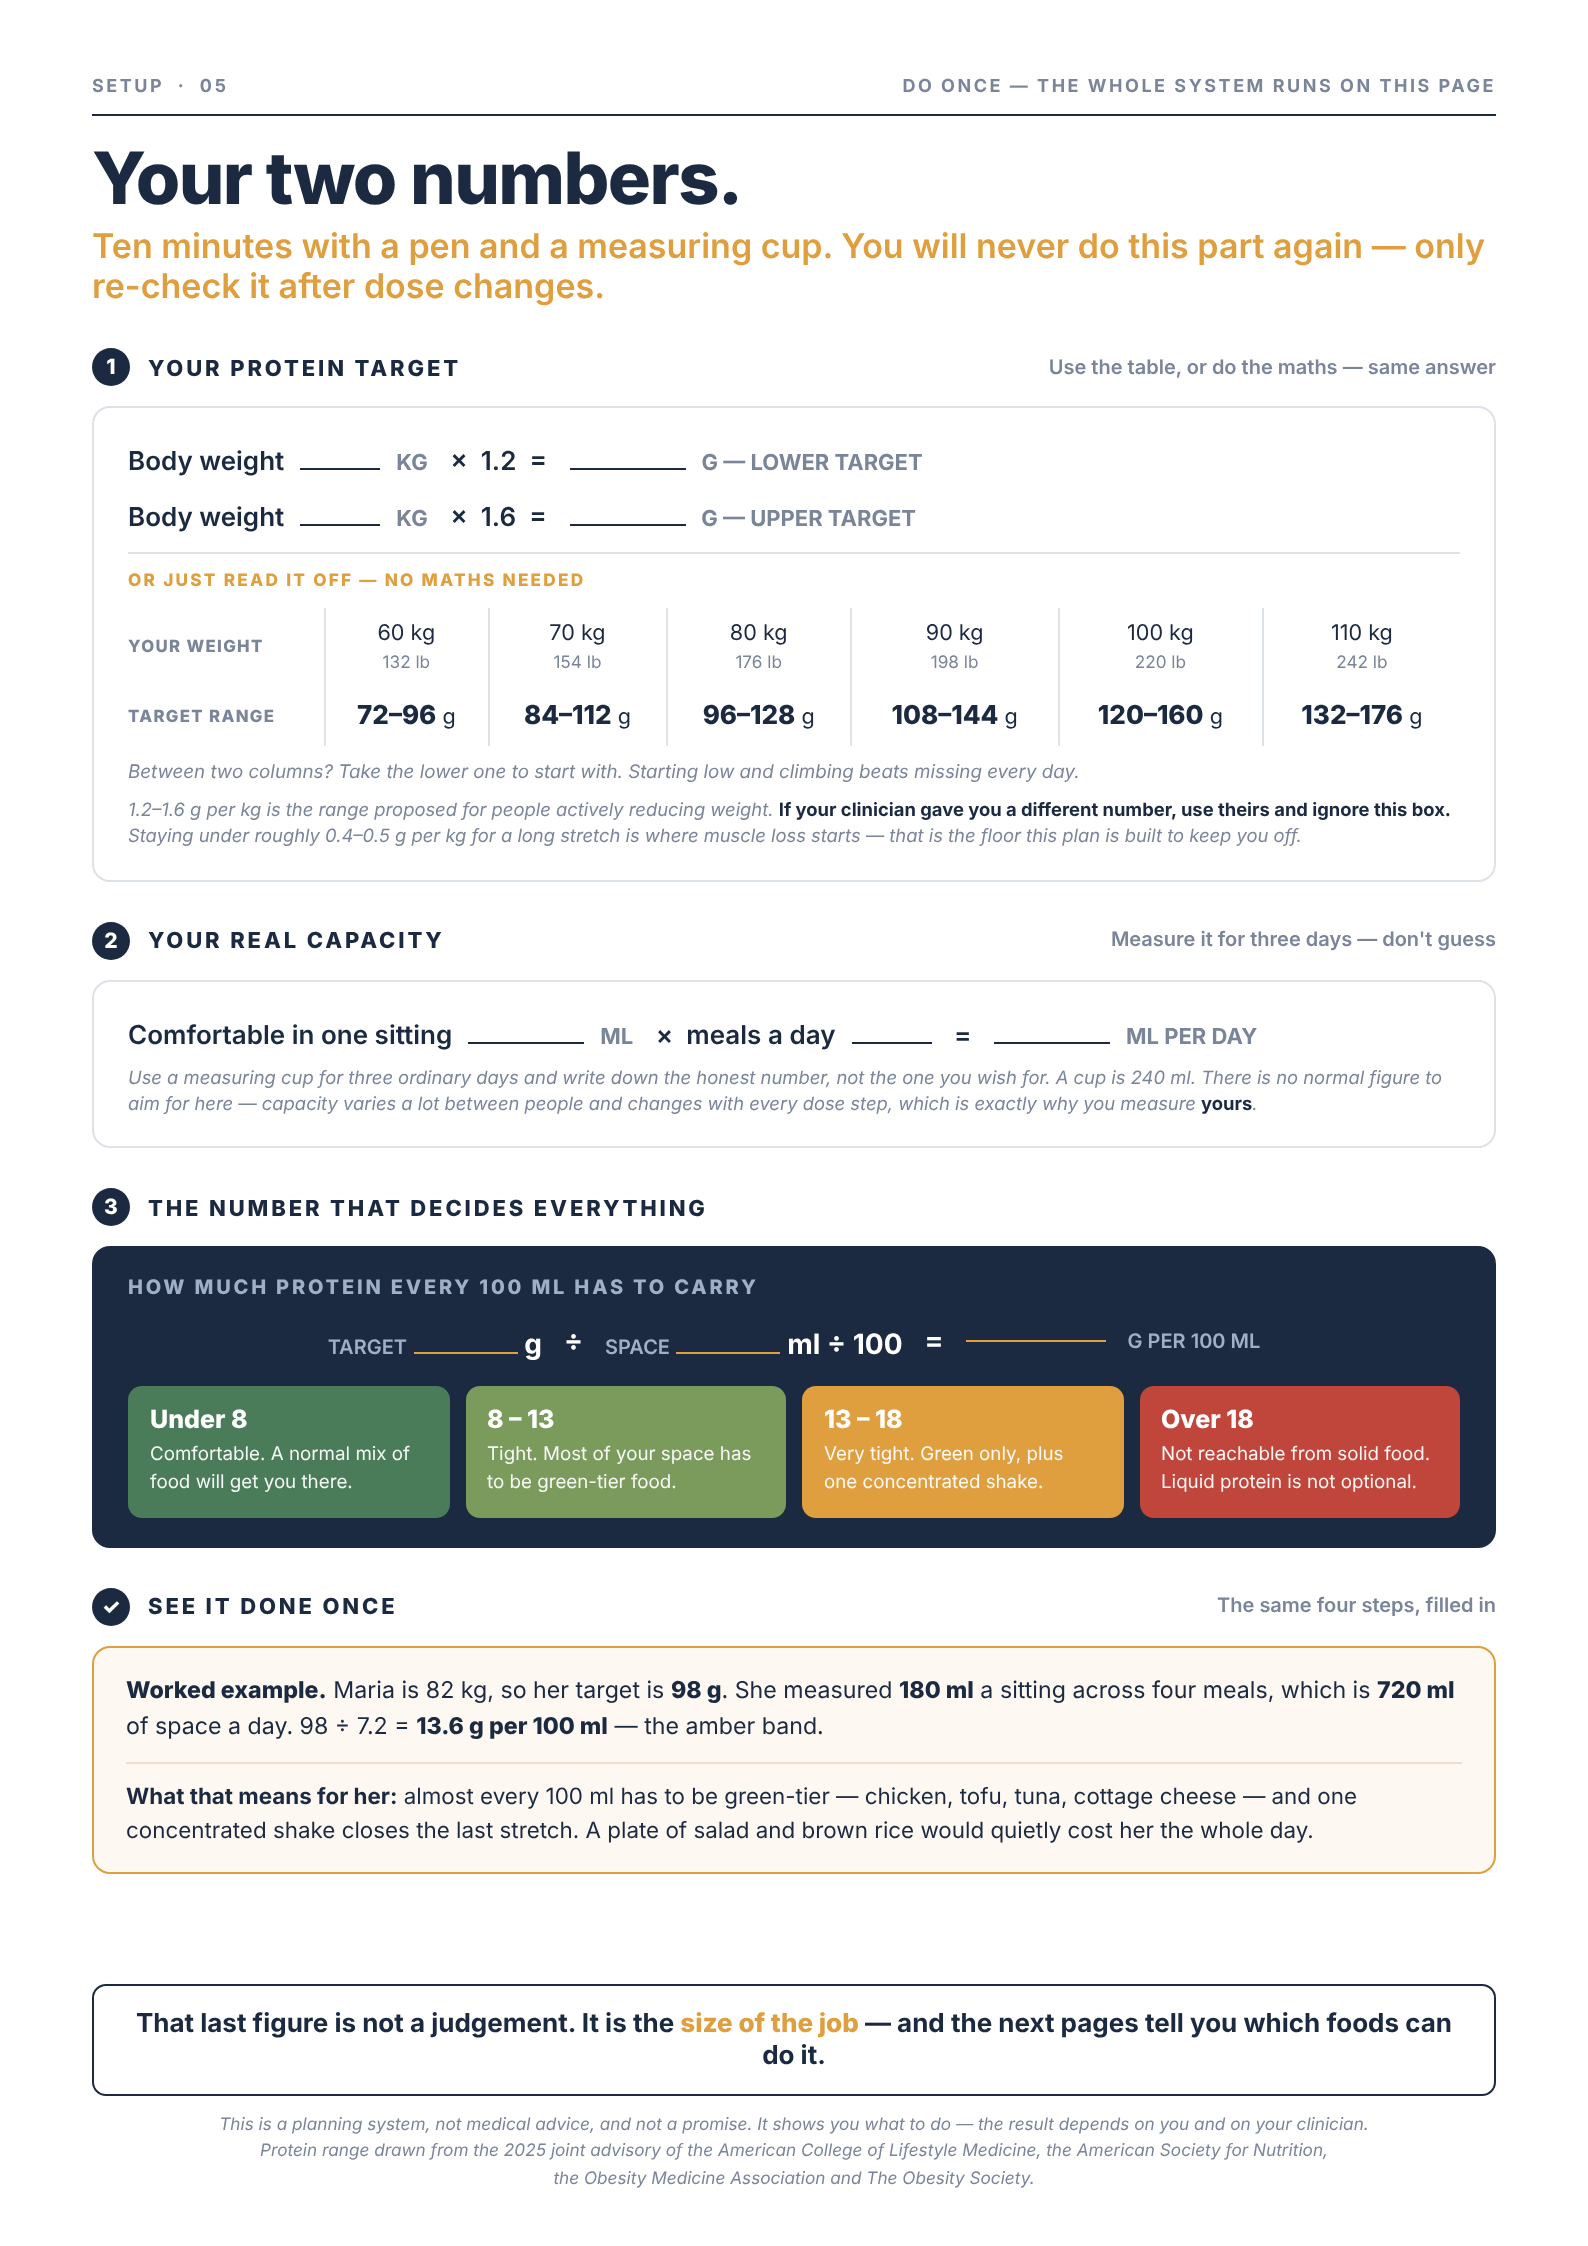 SETUP · 05
DO ONCE — THE WHOLE SYSTEM RUNS ON THIS PAGE
Your two numbers.
Ten minutes with a pen and a measuring cup. You will never do this part again — only
re-check it after dose changes.
1 YOUR PROTEIN TARGET
Use the table, or do the maths — same answer
Body weight ______ KG × 1.2 = ______ G — LOWER TARGET
Body weight ______ KG × 1.6 = ______ G — UPPER TARGET
OR JUST READ IT OFF — NO MATHS NEEDED
YOUR WEIGHT 60 kg 70 kg 80 kg 90 kg 100 kg 110 kg
132 lb 154 lb 176 lb 198 lb 220 lb 242 lb
TARGET RANGE 72–96 g 84–112 g 96–128 g 108–144 g 120–160 g 132–176 g
Between two columns? Take the lower one to start with. Starting low and climbing beats missing every day.
1.2–1.6 g per kg is the range proposed for people actively reducing weight. If your clinician gave you a different number, use theirs and ignore this box.
Staying under roughly 0.4–0.5 g per kg for a long stretch is where muscle loss starts — that is the floor this plan is built to keep you off.
2 YOUR REAL CAPACITY
Measure it for three days — don't guess
Comfortable in one sitting ______ ML × meals a day ______ = ______ ML PER DAY
Use a measuring cup for three ordinary days and write down the honest number, not the one you wish for. A cup is 240 ml. There is no normal figure to
aim for here — capacity varies a lot between people and changes with every dose step, which is exactly why you measure yours.
3 THE NUMBER THAT DECIDES EVERYTHING
HOW MUCH PROTEIN EVERY 100 ML HAS TO CARRY
TARGET ______ g ÷ SPACE ______ ml ÷ 100 = ______ G PER 100 ML
Under 8
Comfortable. A normal mix of
food will get you there.
8 – 13
Tight. Most of your space has
to be green-tier food.
13 – 18
Very tight. Green only, plus
one concentrated shake.
Over 18
Not reachable from solid food.
Liquid protein is not optional.
✓ SEE IT DONE ONCE
The same four steps, filled in
Worked example. Maria is 82 kg, so her target is 98 g. She measured 180 ml a sitting across four meals, which is 720 ml
of space a day. 98 ÷ 7.2 = 13.6 g per 100 ml — the amber band.
What that means for her: almost every 100 ml has to be green-tier — chicken, tofu, tuna, cottage cheese — and one
concentrated shake closes the last stretch. A plate of salad and brown rice would quietly cost her the whole day.
That last figure is not a judgement. It is the size of the job — and the next pages tell you which foods can
do it.
This is a planning system, not medical advice, and not a promise. It shows you what to do — the result depends on you and on your clinician.
Protein range drawn from the 2025 joint advisory of the American College of Lifestyle Medicine, the American Society for Nutrition,
the Obesity Medicine Association and The Obesity Society.